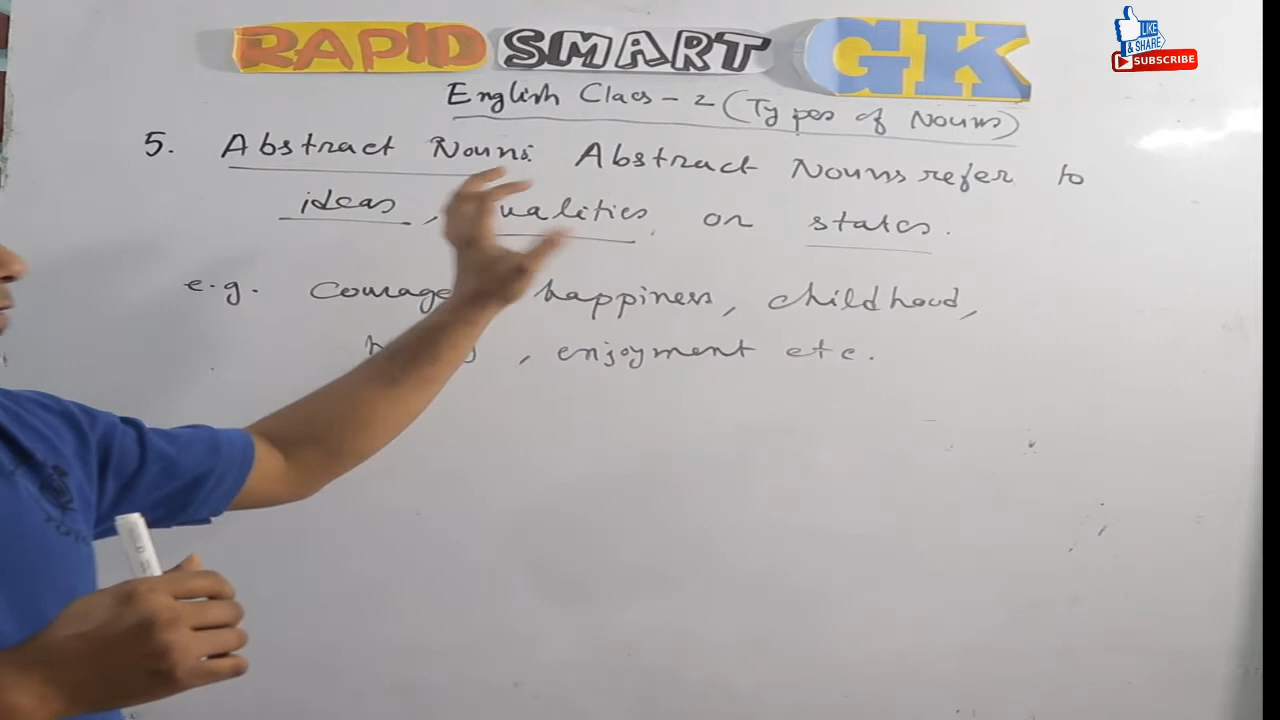 RAPID SMART GK
LIKE
& SHARE
SUBSCRIBE
English Class - 2 (Types of Nouns)
5. Abstract Nouns: Abstract Nouns refer to
ideas, ualities, or states.
e.g. Courage happiness, childhood,
, enjoyment etc.